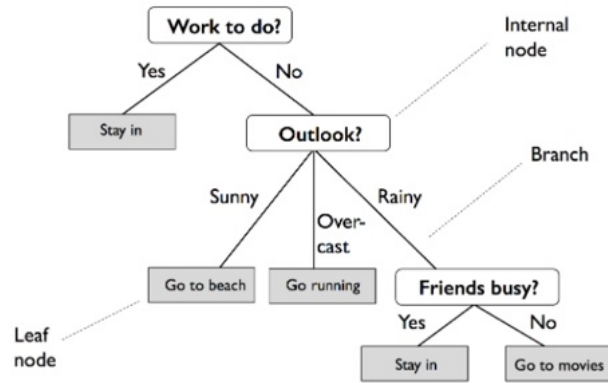 Work to do?
Internal
node
Yes
No
Stay in
Outlook?
Branch
Sunny
Over-
cast
Rainy
Go to beach
Go running
Friends busy?
Leaf
node
Yes
No
Stay in
Go to movies